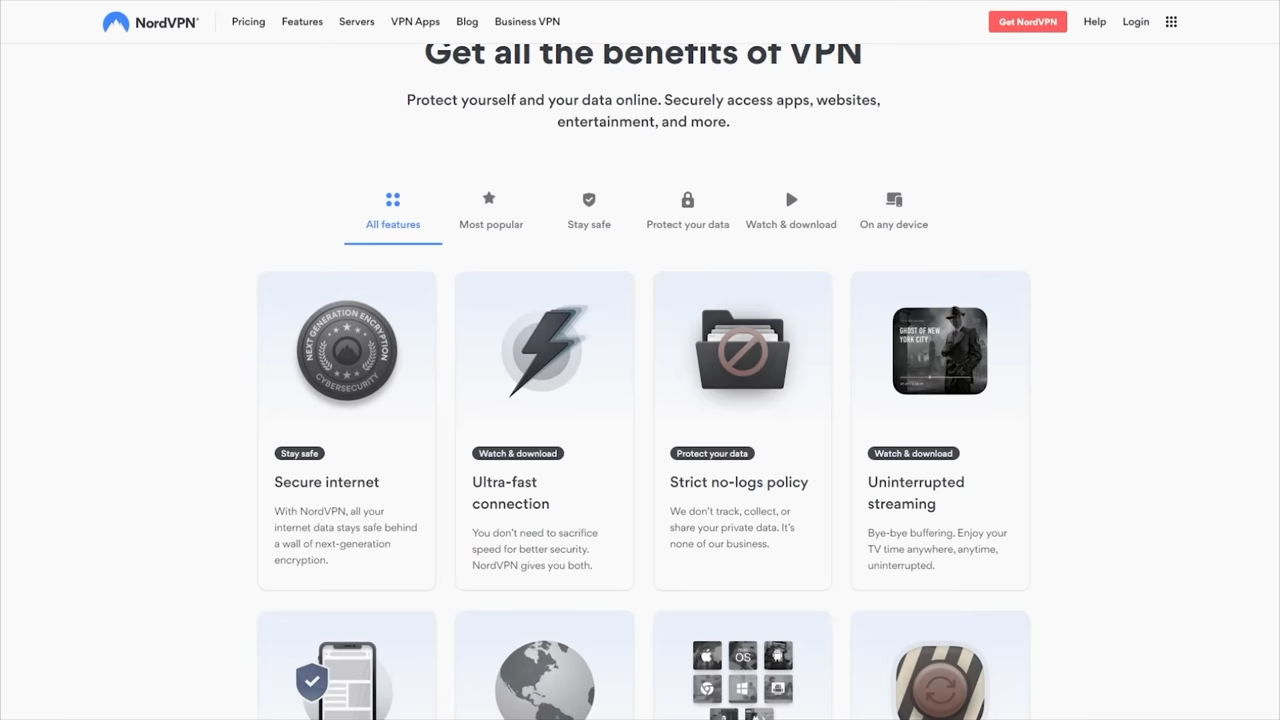 NordVPN®
Pricing
Features
Servers
VPN Apps
Blog
Business VPN
Get NordVPN
Help
Login
Get all the benefits of VPN
Protect yourself and your data online. Securely access apps, websites,
entertainment, and more.
All features
Most popular
Stay safe
Protect your data
Watch & download
On any device
NEXT GENERATION ENCRYPTION
CYBERSECURITY
GHOST OF NEW
YORK CITY
Stay safe
Secure internet
With NordVPN, all your
internet data stays safe behind
a wall of next-generation
encryption.
Watch & download
Ultra-fast
connection
You don't need to sacrifice
speed for better security.
NordVPN gives you both.
Protect your data
Strict no-logs policy
We don't track, collect, or
share your private data. It's
none of our business.
Watch & download
Uninterrupted
streaming
Bye-bye buffering. Enjoy your
TV time anywhere, anytime,
uninterrupted.
OS